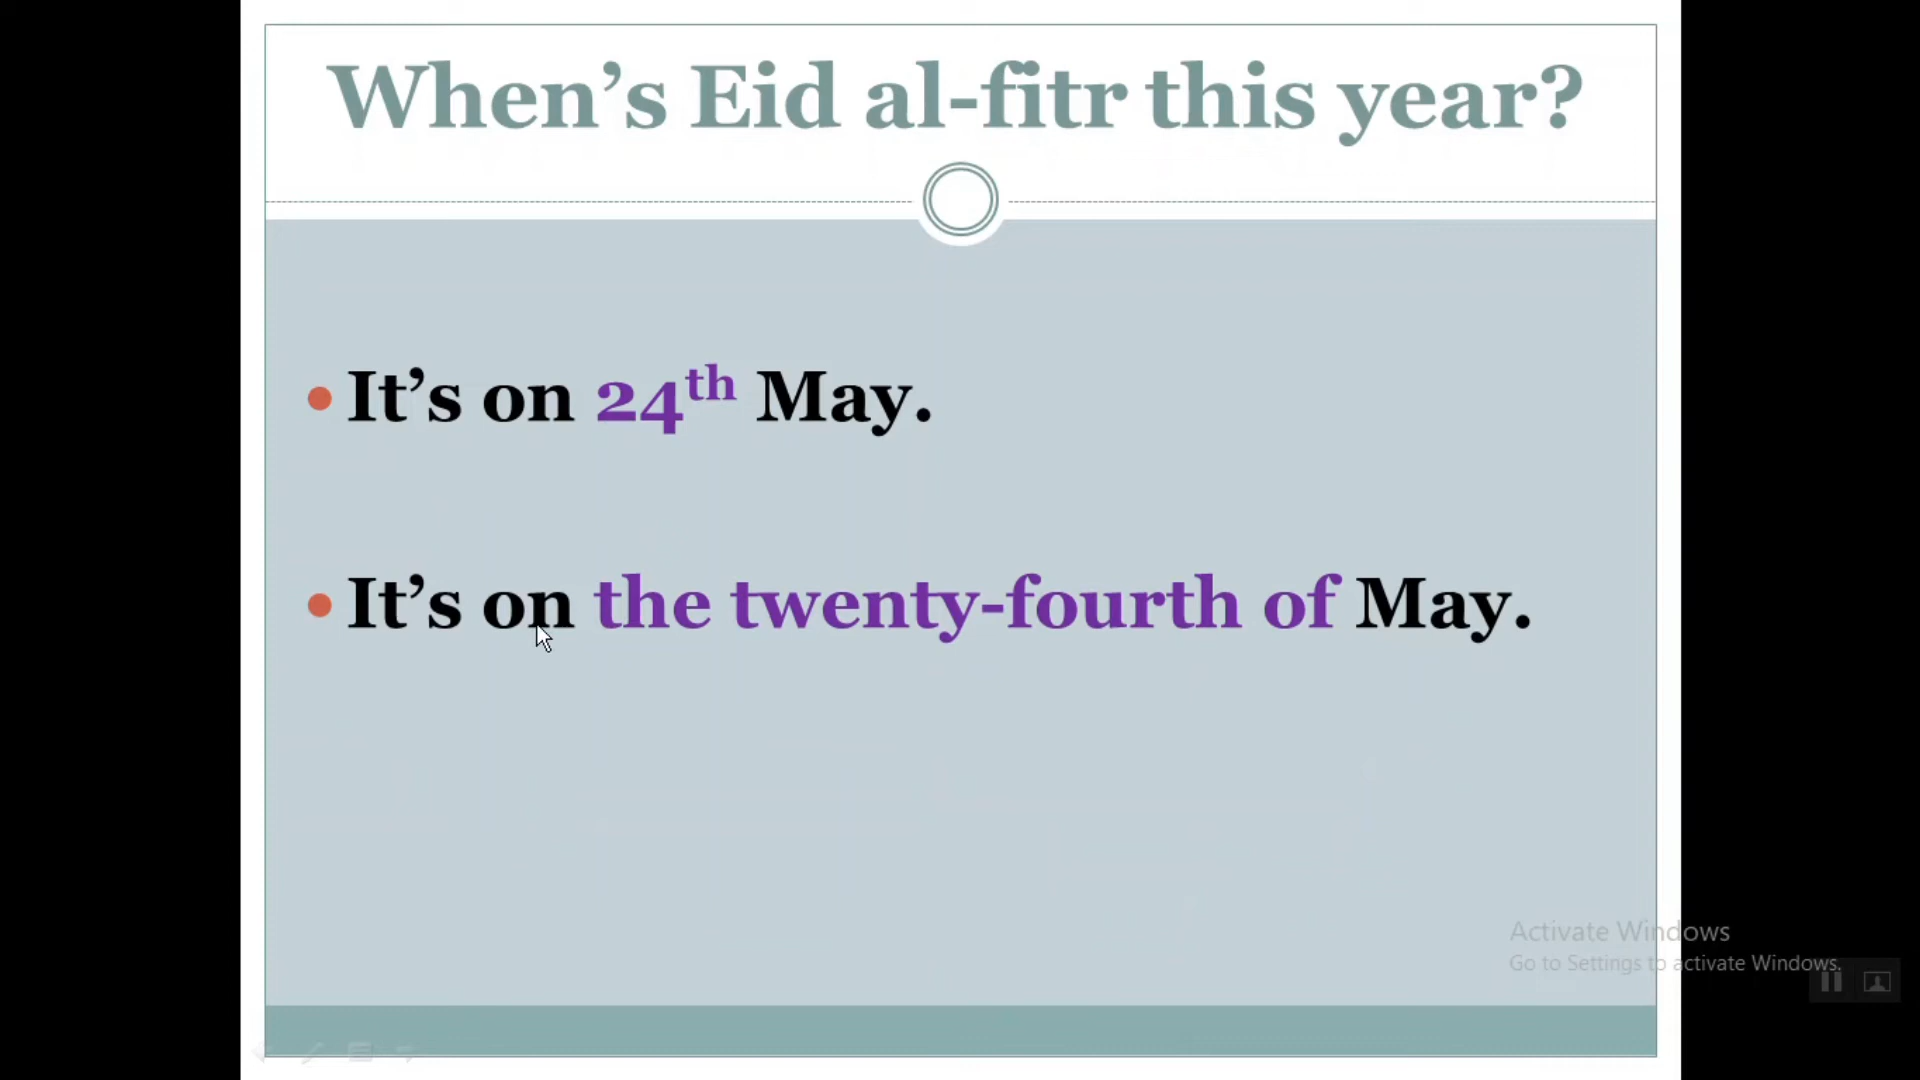 When’s Eid al-fitr this year?
It’s on 24th May.
It’s on the twenty-fourth of May.
Activate Windows
Go to Settings to activate Windows.